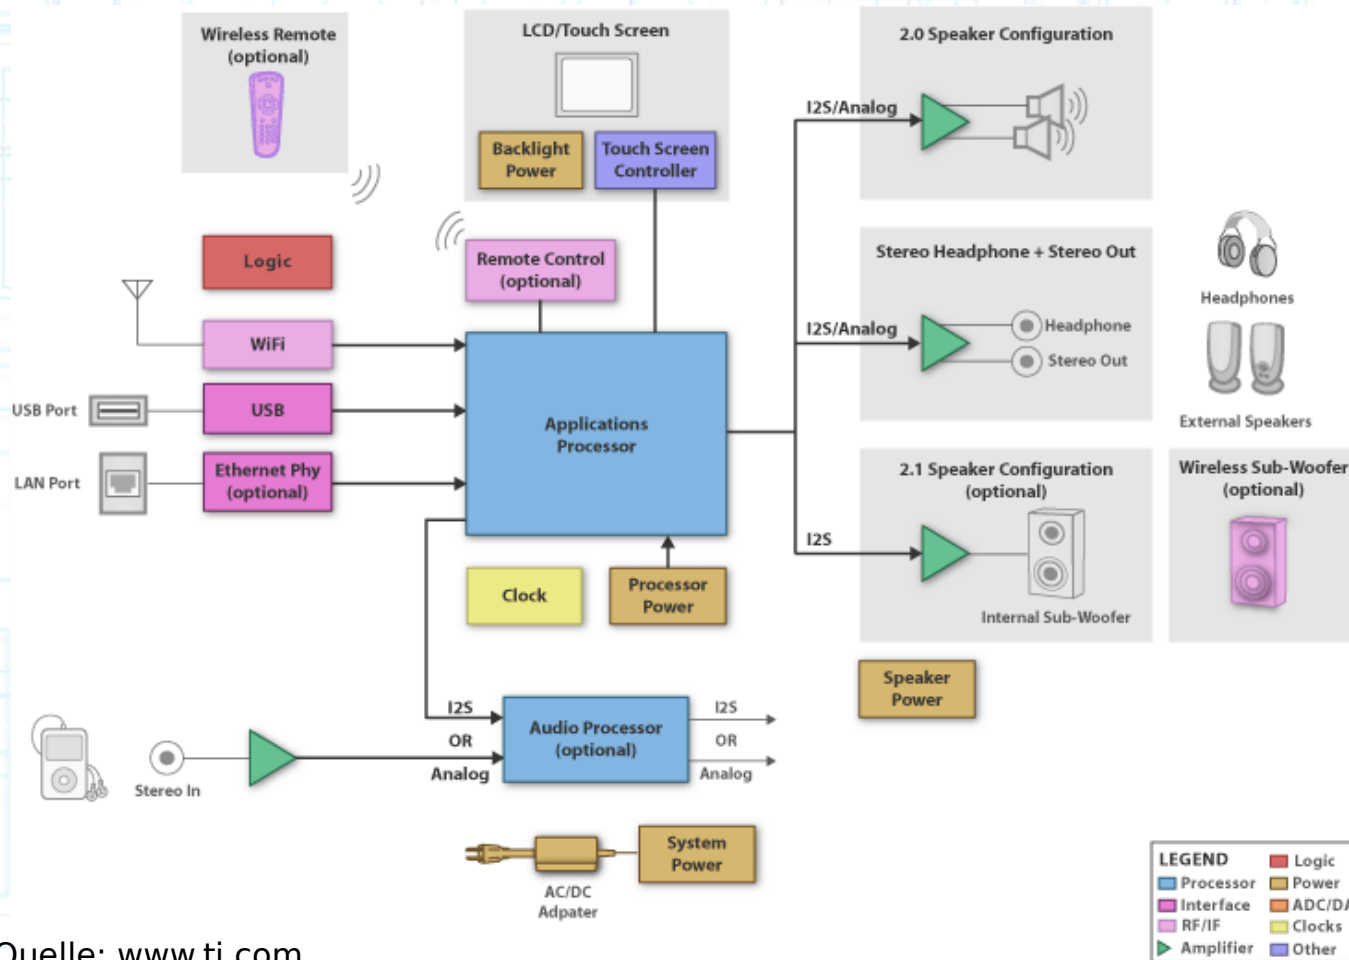 Wireless Remote
(optional)
LCD/Touch Screen
Backlight
Power
Touch Screen
Controller
2.0 Speaker Configuration
I2S/Analog
Logic
Remote Control
(optional)
Stereo Headphone + Stereo Out
I2S/Analog
Headphone
Stereo Out
Headphones
External Speakers
WiFi
USB Port
USB
LAN Port
Ethernet Phy
(optional)
Applications
Processor
2.1 Speaker Configuration
(optional)
I2S
Internal Sub-Woofer
Wireless Sub-Woofer
(optional)
Clock
Processor
Power
Speaker
Power
Stereo In
I2S
OR
Analog
Audio Processor
(optional)
I2S
OR
Analog
AC/DC
Adpater
System
Power
LEGEND
Processor
Interface
RF/IF
Amplifier
Logic
Power
ADC/DA
Clocks
Other
Quelle: www.ti.com